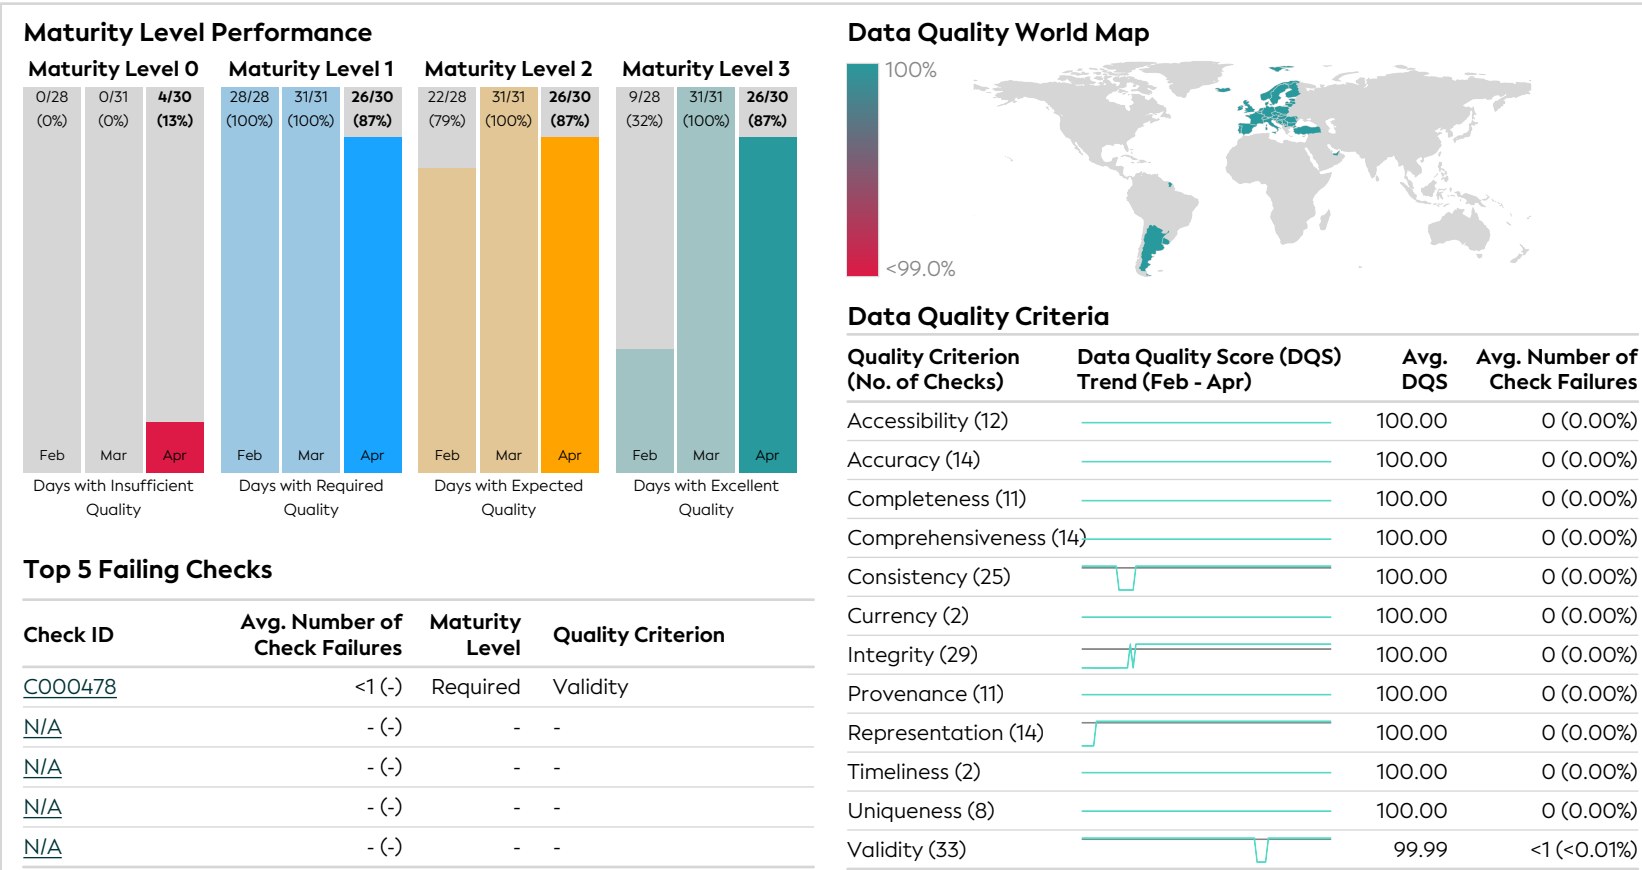 Maturity Level Performance
Maturity Level 0
Maturity Level 1
Maturity Level 2
Maturity Level 3
0/28 0/31 4/30
(0%) (0%) (13%)
28/28 31/31 26/30
(100%) (100%) (87%)
22/28 31/31 26/30
(79%) (100%) (87%)
9/28 31/31 26/30
(32%) (100%) (87%)
Feb Mar Apr
Feb Mar Apr
Feb Mar Apr
Feb Mar Apr
Days with Insufficient
Quality
Days with Required
Quality
Days with Expected
Quality
Days with Excellent
Quality
Top 5 Failing Checks
Check ID
Avg. Number of
Check Failures
Maturity
Level
Quality Criterion
C000478 <1 (-) Required Validity
N/A - (-) - -
N/A - (-) - -
N/A - (-) - -
N/A - (-) - -
Data Quality World Map
100%
<99.0%
Data Quality Criteria
Quality Criterion
(No. of Checks)
Data Quality Score (DQS)
Trend (Feb - Apr)
Avg.
DQS
Avg. Number of
Check Failures
Accessibility (12) 100.00 0 (0.00%)
Accuracy (14) 100.00 0 (0.00%)
Completeness (11) 100.00 0 (0.00%)
Comprehensiveness (14) 100.00 0 (0.00%)
Consistency (25) 100.00 0 (0.00%)
Currency (2) 100.00 0 (0.00%)
Integrity (29) 100.00 0 (0.00%)
Provenance (11) 100.00 0 (0.00%)
Representation (14) 100.00 0 (0.00%)
Timeliness (2) 100.00 0 (0.00%)
Uniqueness (8) 100.00 0 (0.00%)
Validity (33) 99.99 <1 (<0.01%)